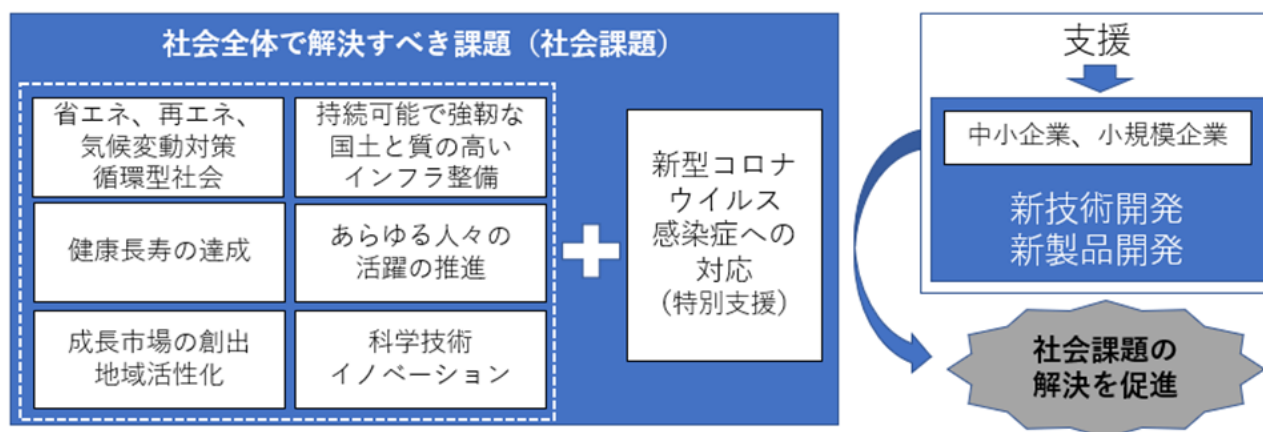 社会全体で解決すべき課題（社会課題）
省エネ、再エネ、
気候変動対策
循環型社会
持続可能で強靭な
国土と質の高い
インフラ整備
健康長寿の達成
あらゆる人々の
活躍の推進
成長市場の創出
地域活性化
科学技術
イノベーション
新型コロナ
ウイルス
感染症への
対応
（特別支援）
支援
中小企業、小規模企業
新技術開発
新製品開発
社会課題の
解決を促進